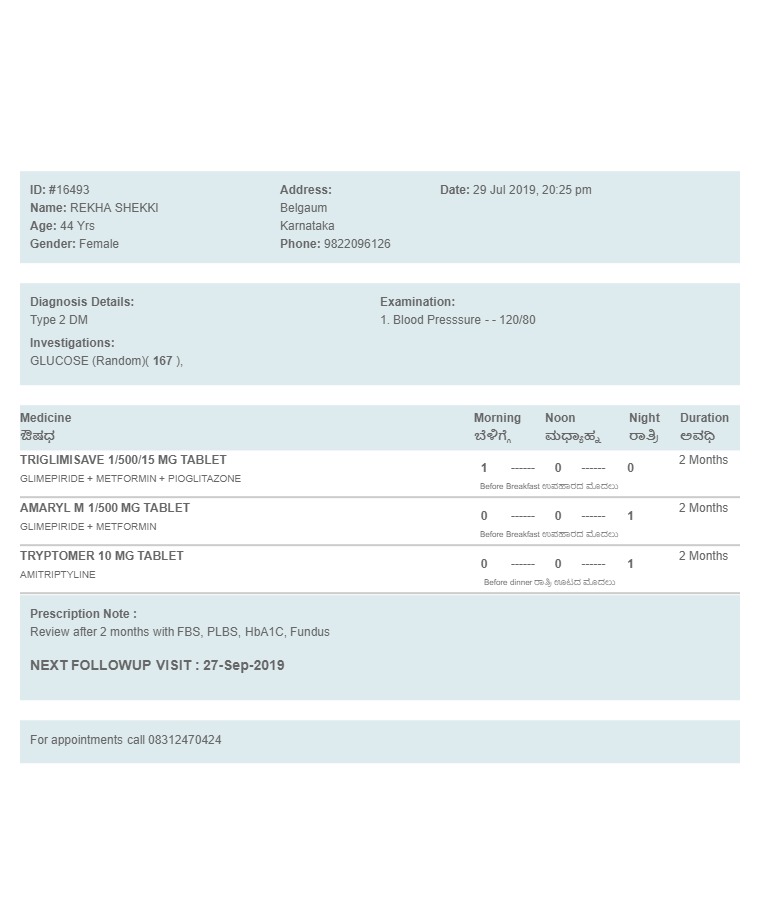 ID: #16493
Name: REKHA SHEKKI
Age: 44 Yrs
Gender: Female
Address:
Belgaum
Karnataka
Phone: 9822096126
Date: 29 Jul 2019, 20:25 pm
Diagnosis Details:
Type 2 DM
Investigations:
GLUCOSE (Random)( 167 ),
Examination:
1. Blood Presssure - - 120/80
Medicine Morning Noon Night Duration
ಔಷಧ ಬೆಳಿಗ್ಗೆ ಮಧ್ಯಾಹ್ನ ರಾತ್ರಿ ಅವಧಿ
TRIGLIMISAVE 1/500/15 MG TABLET 1 ------ 0 ------ 0 2 Months
GLIMEPIRIDE + METFORMIN + PIOGLITAZONE Before Breakfast ಉಪಹಾರದ ಮೊದಲು
AMARYL M 1/500 MG TABLET 0 ------ 0 ------ 1 2 Months
GLIMEPIRIDE + METFORMIN Before Breakfast ಉಪಹಾರದ ಮೊದಲು
TRYPTOMER 10 MG TABLET 0 ------ 0 ------ 1 2 Months
AMITRIPTYLINE Before dinner ರಾತ್ರಿ ಊಟದ ಮೊದಲು
Prescription Note :
Review after 2 months with FBS, PLBS, HbA1C, Fundus
NEXT FOLLOWUP VISIT : 27-Sep-2019
For appointments call 08312470424